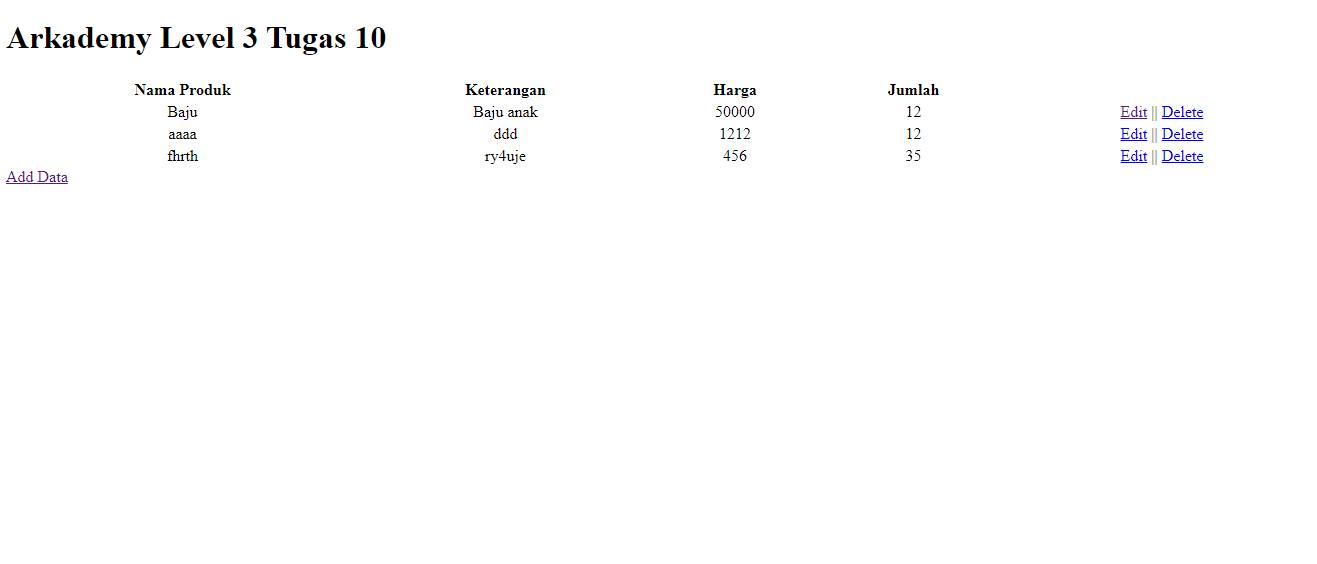 Arkademy Level 3 Tugas 10
Nama Produk Keterangan Harga Jumlah
Baju Baju anak 50000 12 Edit || Delete
aaaa ddd 1212 12 Edit || Delete
fhrth ry4uje 456 35 Edit || Delete
Add Data